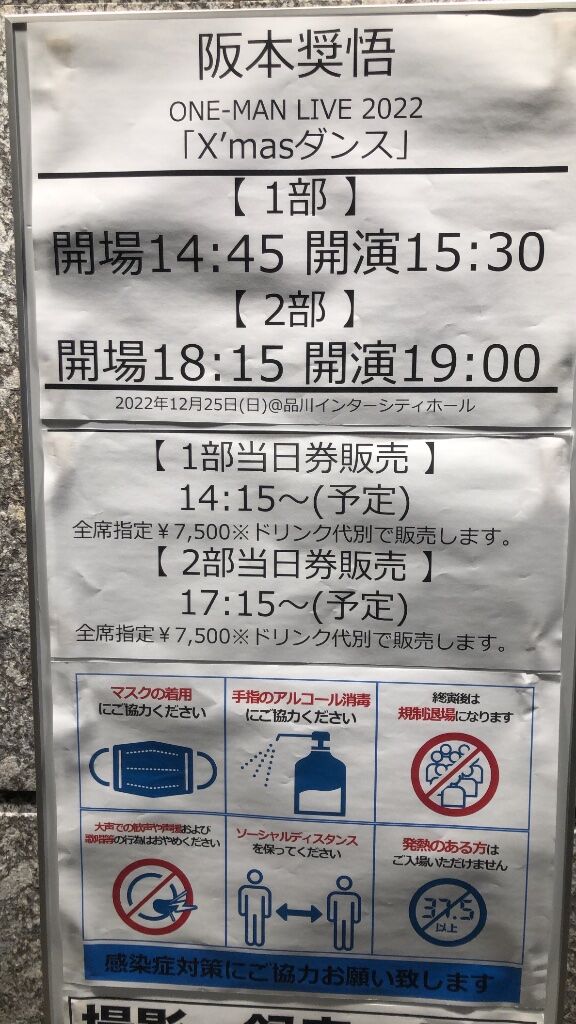 阪本奨悟
ONE-MAN LIVE 2022
「X'masダンス」
【 1部 】
開場14:45 開演15:30
【 2部 】
開場18:15 開演19:00
2022年12月25日(日)@品川インターシティホール
【 1部当日券販売 】
14:15～(予定)
全席指定￥7,500※ドリンク代別で販売します。
【 2部当日券販売 】
17:15～(予定)
全席指定￥7,500※ドリンク代別で販売します。
マスクの着用
にご協力ください
手指のアルコール消毒
にご協力ください
終演後は
規制退場になります
大声での歓声や声援および
歌唱等の行為はおやめください
ソーシャルディスタンス
を保ってください
発熱のある方は
ご入場いただけません
37.5
以上
感染症対策にご協力お願い致します
撮影